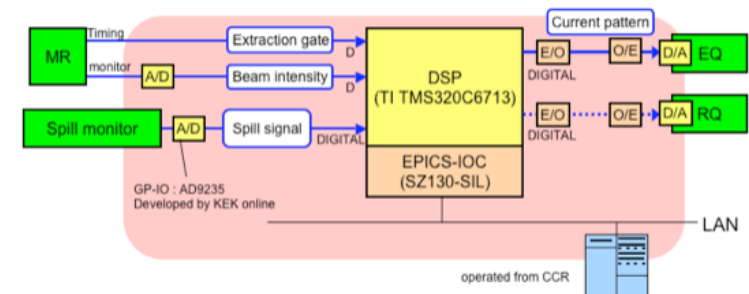 Current pattern
Timing
Extraction gate
D
MR
monitor
A/D
Beam intensity
D
DSP
(TI TMS320C6713)
E/O
DIGITAL
O/E
D/A
EQ
Spill monitor
A/D
Spill signal
DIGITAL
E/O
DIGITAL
O/E
D/A
RQ
EPICS-IOC
(SZ130-SIL)
GP-IO : AD9235
Developed by KEK online
LAN
operated from CCR